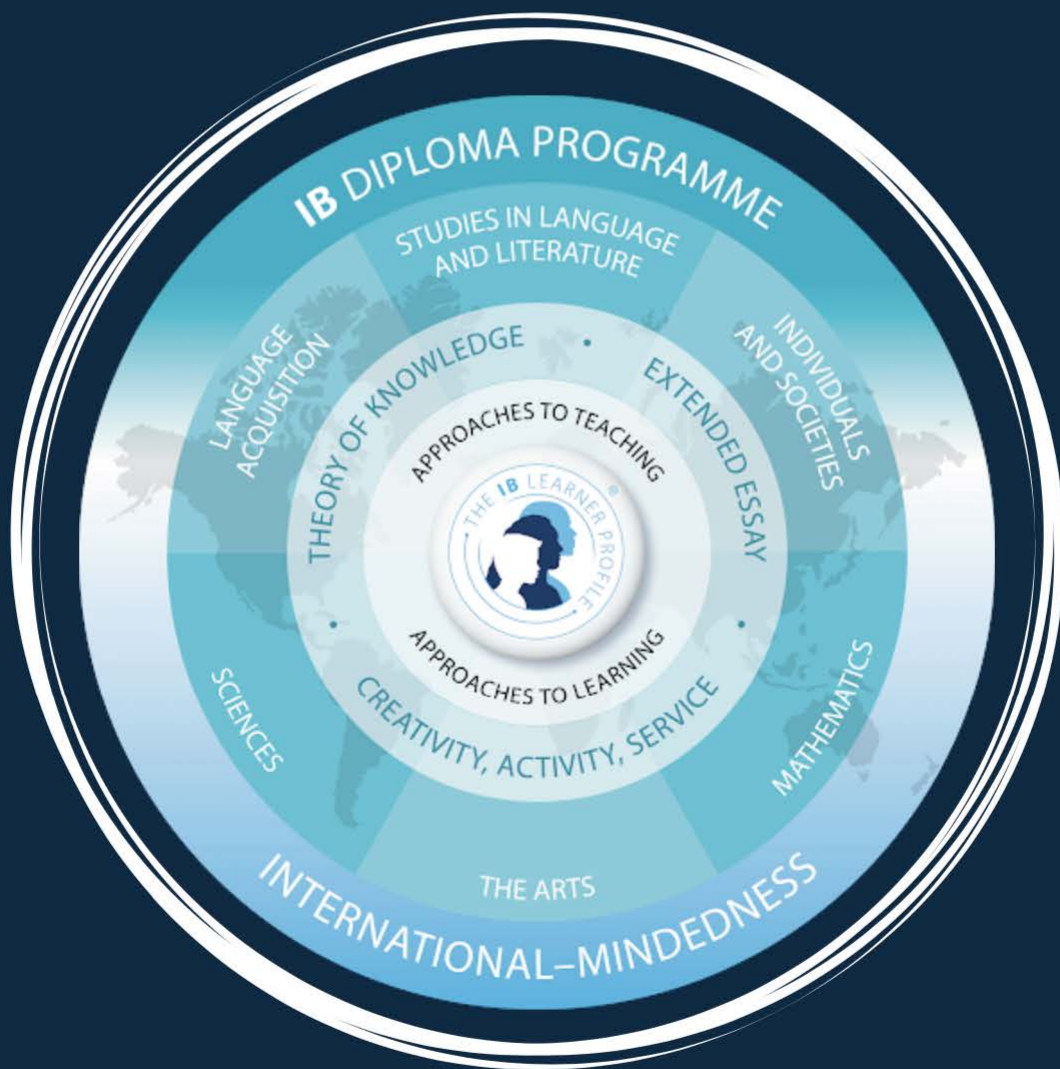 IB DIPLOMA PROGRAMME
STUDIES IN LANGUAGE
AND LITERATURE
LANGUAGE
ACQUISITION
INDIVIDUALS
AND SOCIETIES
THEORY OF KNOWLEDGE
EXTENDED ESSAY
APPROACHES TO TEACHING
THE IB LEARNER PROFILE®
APPROACHES TO LEARNING
CREATIVITY, ACTIVITY, SERVICE
SCIENCES
MATHEMATICS
THE ARTS
INTERNATIONAL–MINDEDNESS